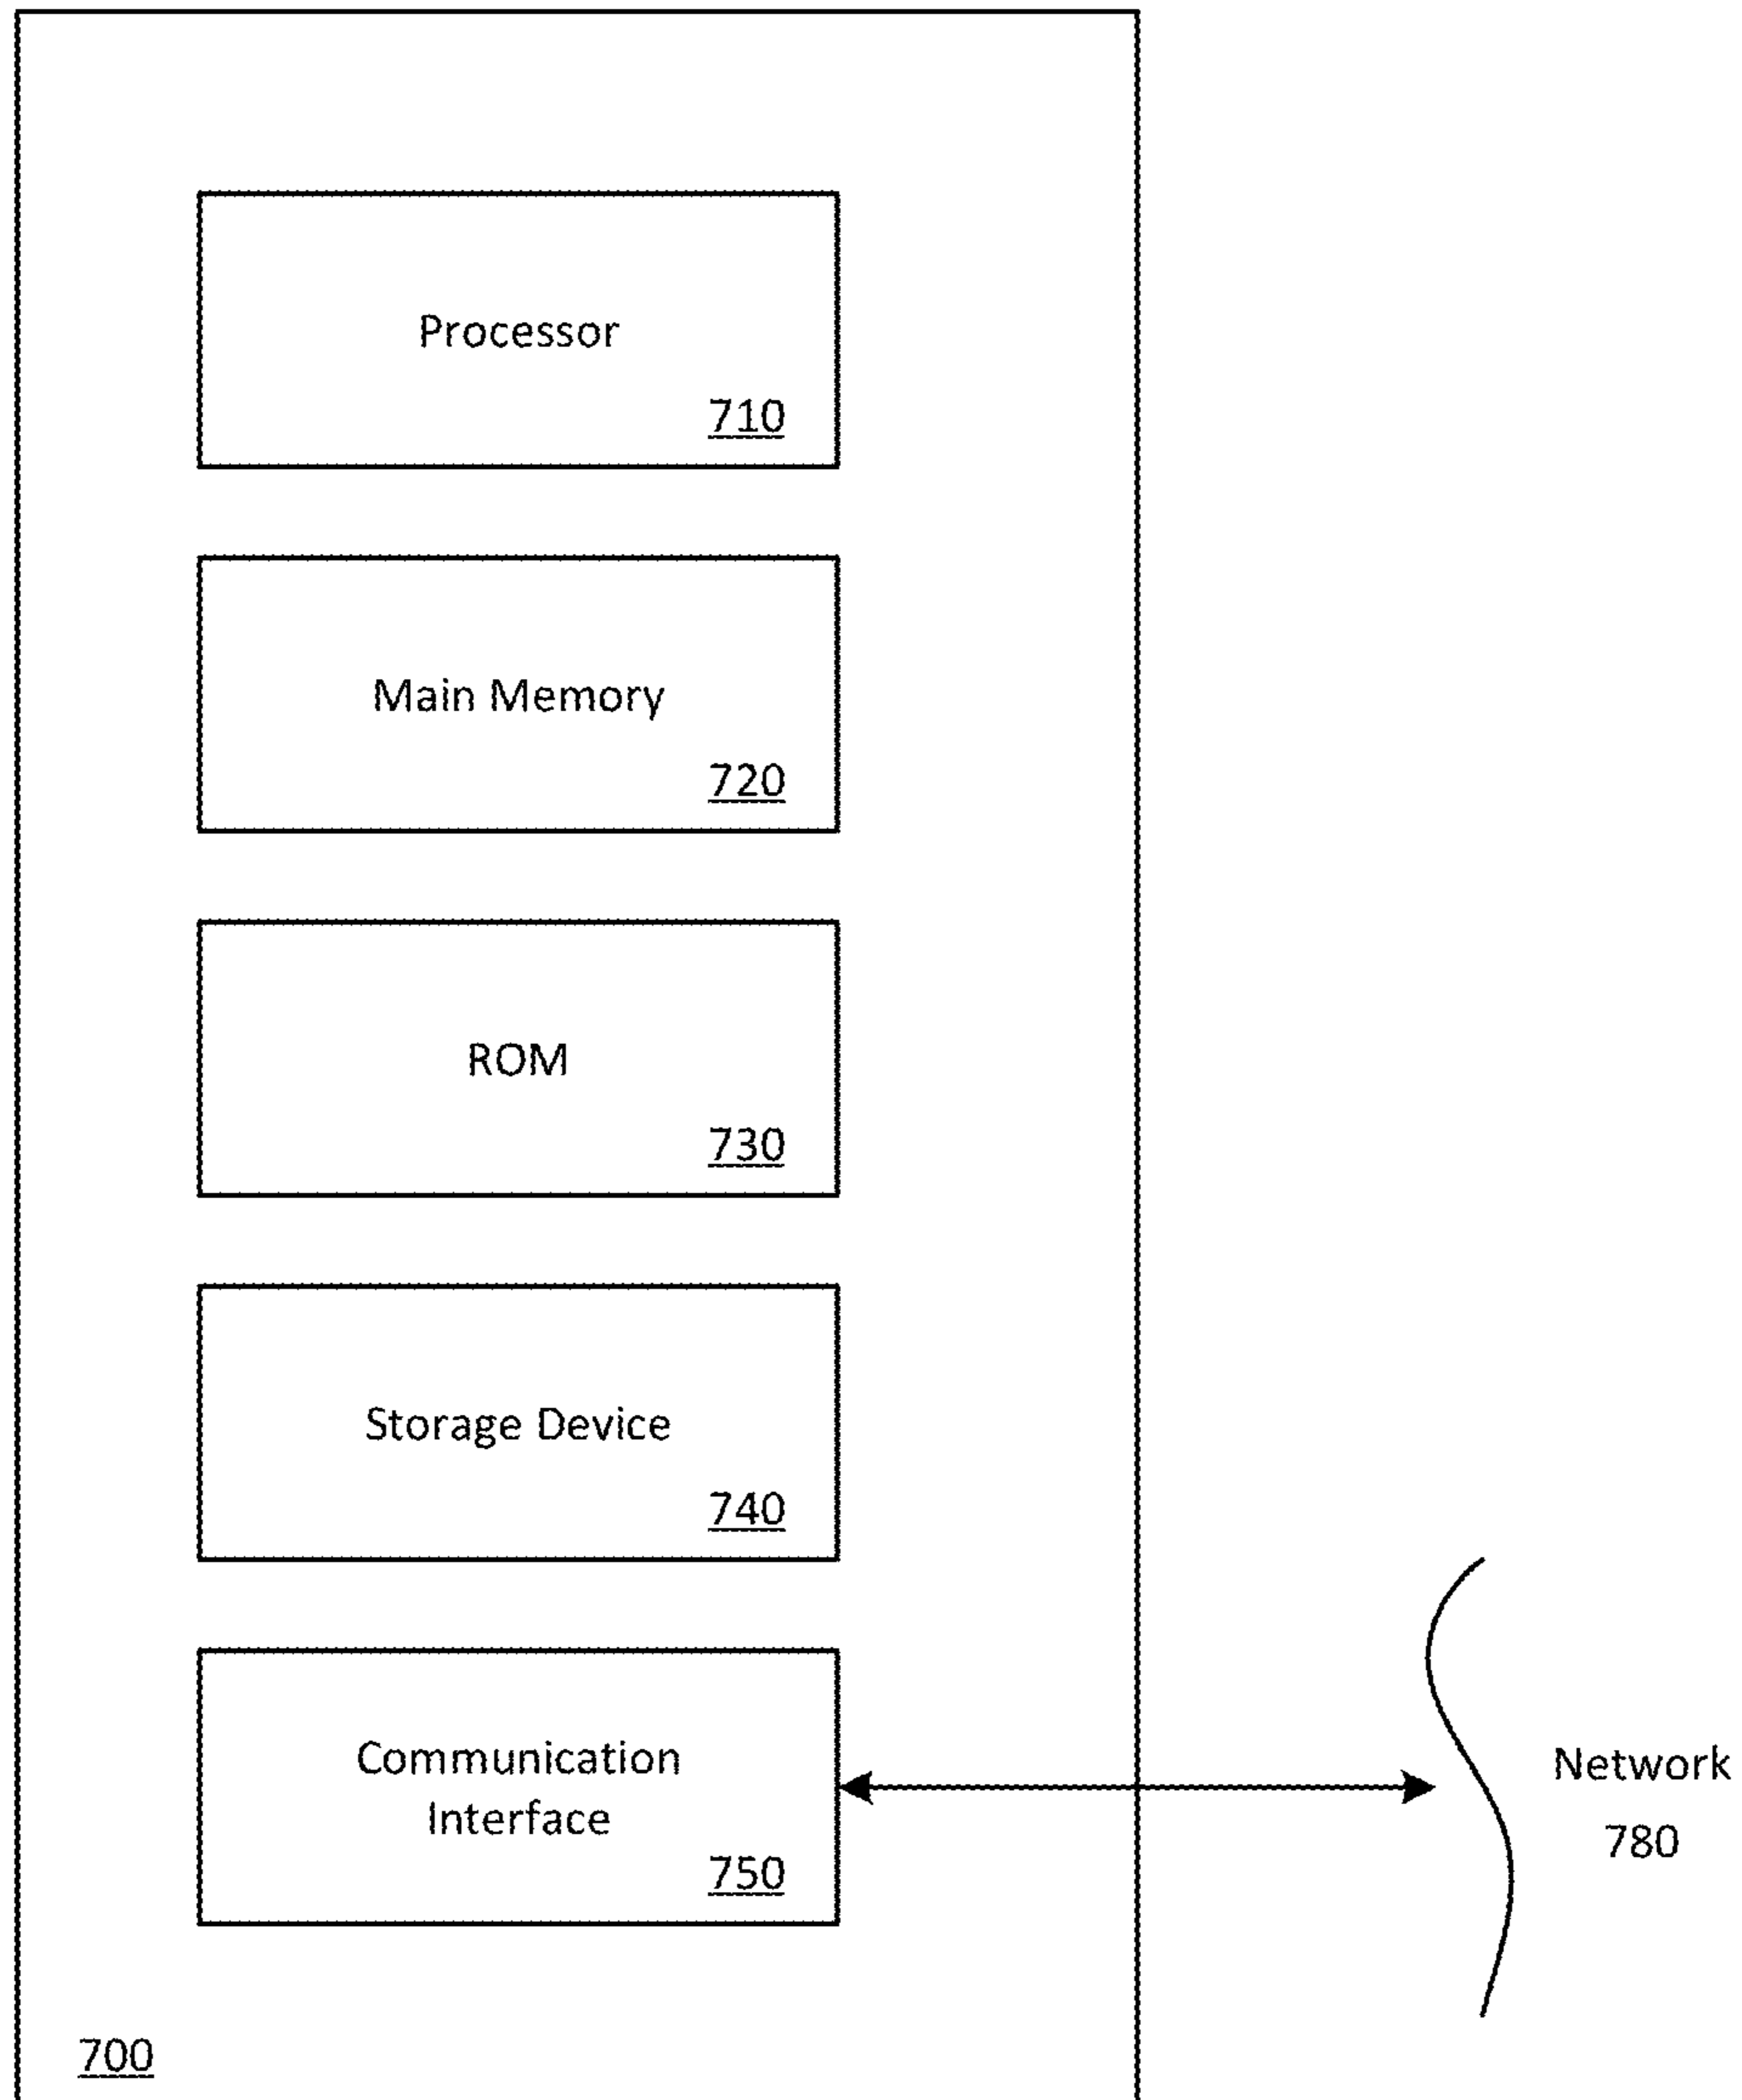 Processor
710
Main Memory
720
ROM
730
Storage Device
740
Communication
Interface
750
Network
780
700